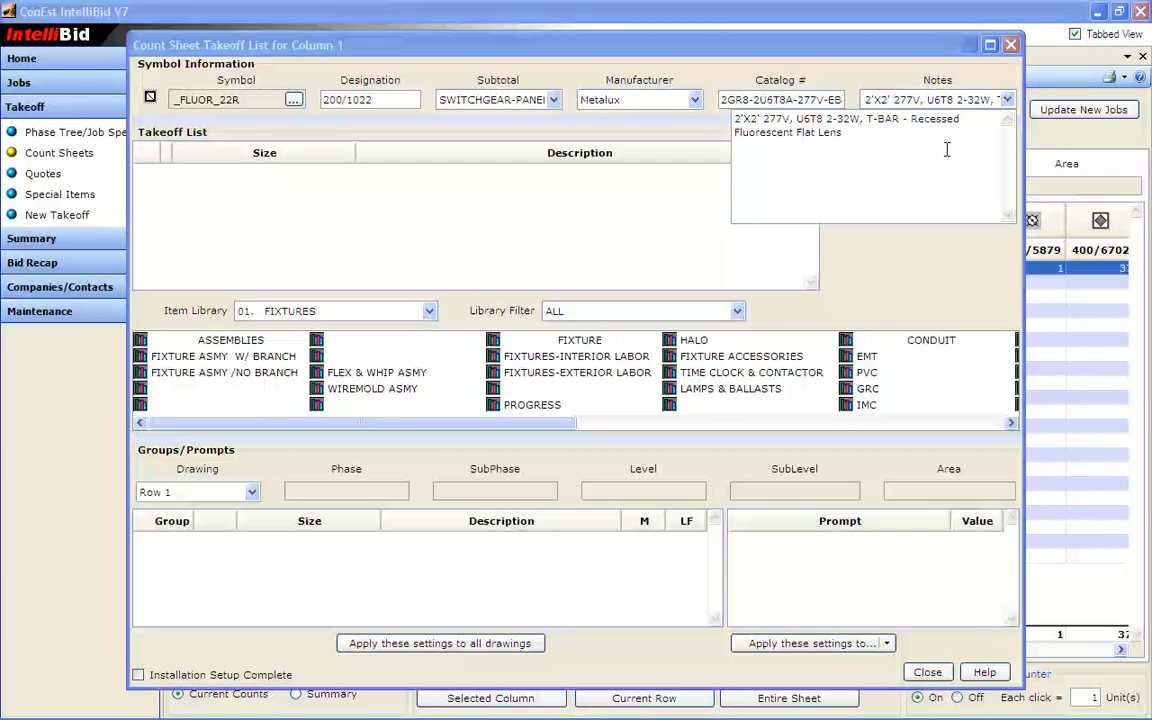 ConEst IntelliBid V7
IntelliBid
Tabbed View
Home
Jobs
Takeoff
Phase Tree/Job Spe
Count Sheets
Quotes
Special Items
New Takeoff
Summary
Bid Recap
Companies/Contacts
Maintenance
Update New Jobs
Area
/5879 400/6702
1 37
1 37
Count Sheet Takeoff List for Column 1
Symbol Information
Symbol Designation Subtotal Manufacturer Catalog # Notes
_FLUOR_22R ... 200/1022 SWITCHGEAR-PANEI Metalux 2GR8-2U6T8A-277V-EB 2'X2' 277V, U6T8 2-32W,
2'X2' 277V, U6T8 2-32W, T-BAR - Recessed
Fluorescent Flat Lens
Takeoff List
Size Description
Item Library 01. FIXTURES Library Filter ALL
ASSEMBLIES FIXTURE HALO CONDUIT
FIXTURE ASMY W/ BRANCH FIXTURES-INTERIOR LABOR FIXTURE ACCESSORIES EMT
FIXTURE ASMY /NO BRANCH FLEX & WHIP ASMY FIXTURES-EXTERIOR LABOR TIME CLOCK & CONTACTOR PVC
WIREMOLD ASMY LAMPS & BALLASTS GRC
PROGRESS IMC
Groups/Prompts
Drawing Phase SubPhase Level SubLevel Area
Row 1
Group Size Description M LF Prompt Value
Apply these settings to all drawings Apply these settings to...
Installation Setup Complete Close Help
Current Counts Summary Selected Column Current Row Entire Sheet On Off Each click = 1 Unit(s)